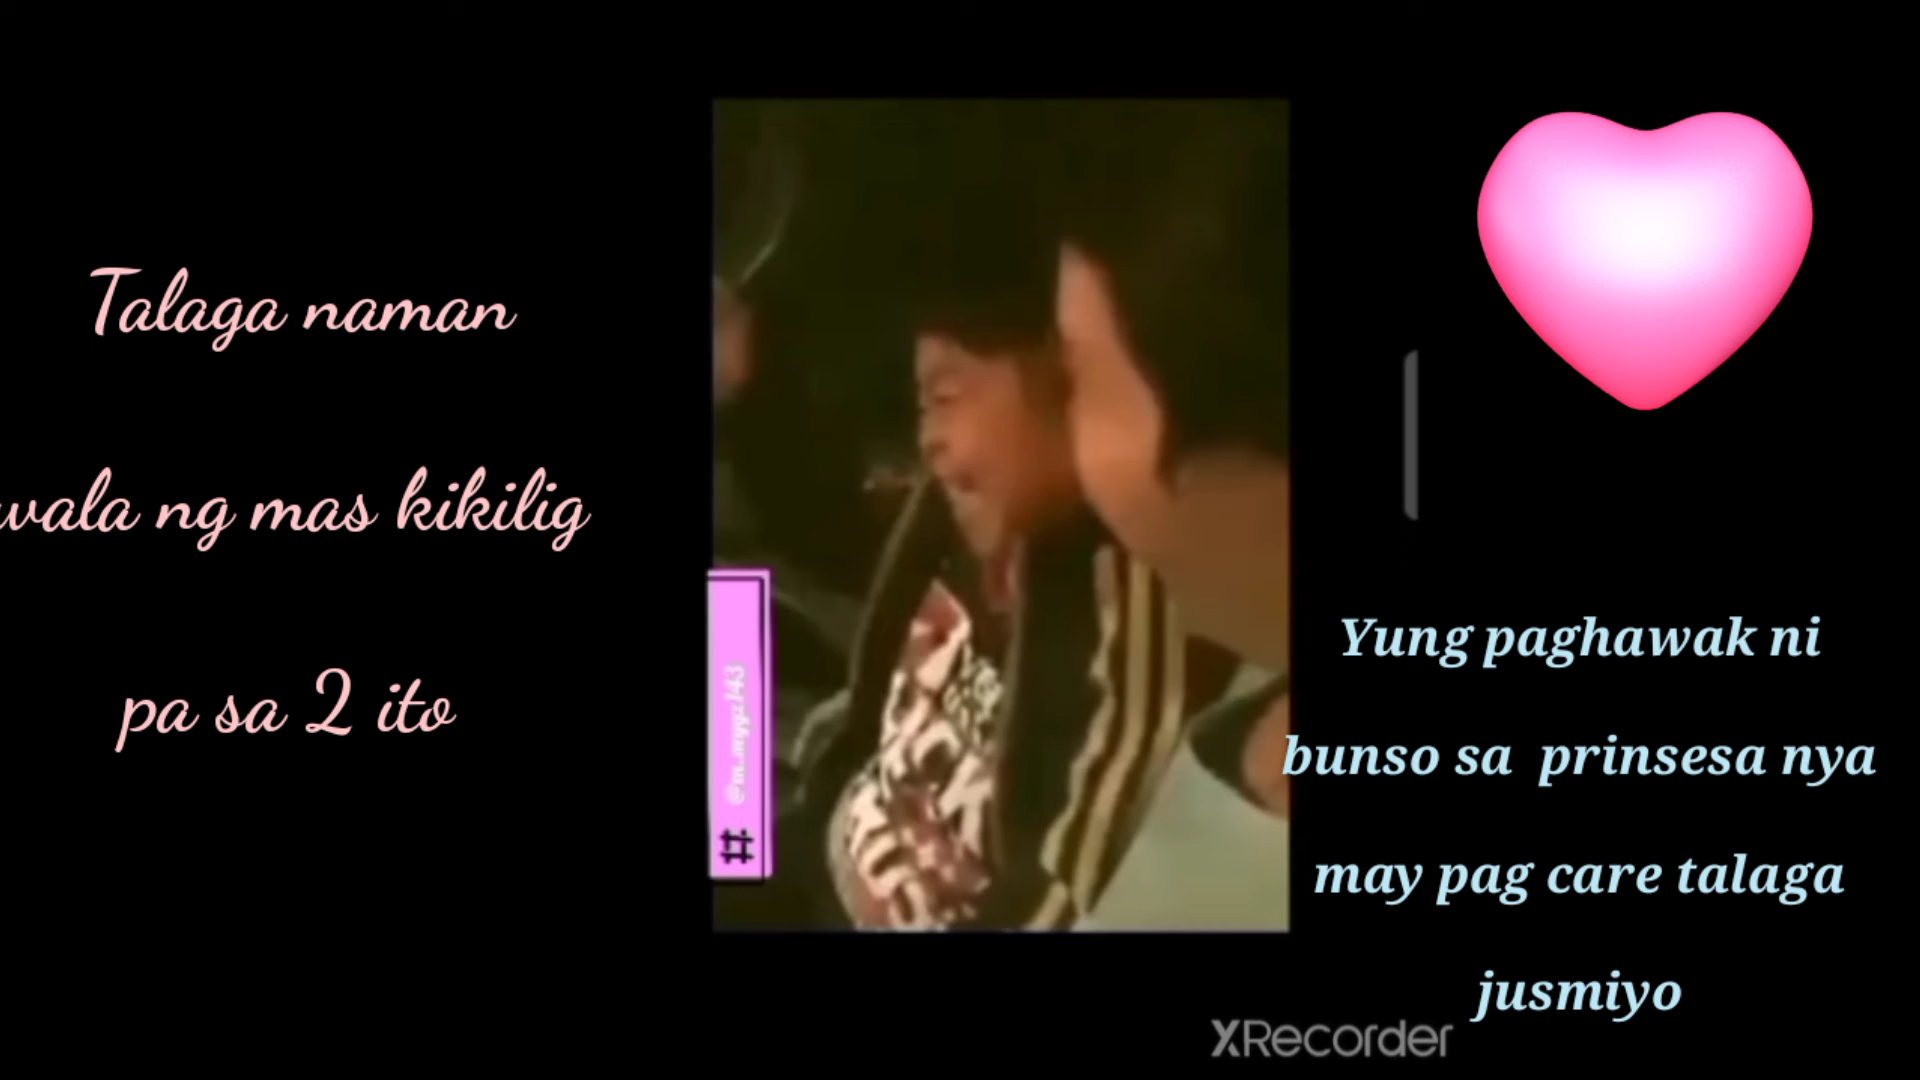 Talaga naman
wala ng mas kikilig
pa sa 2 ito
Yung paghawak ni
bunso sa prinsesa nya
may pag care talaga
jusmiyo
#
XRecorder